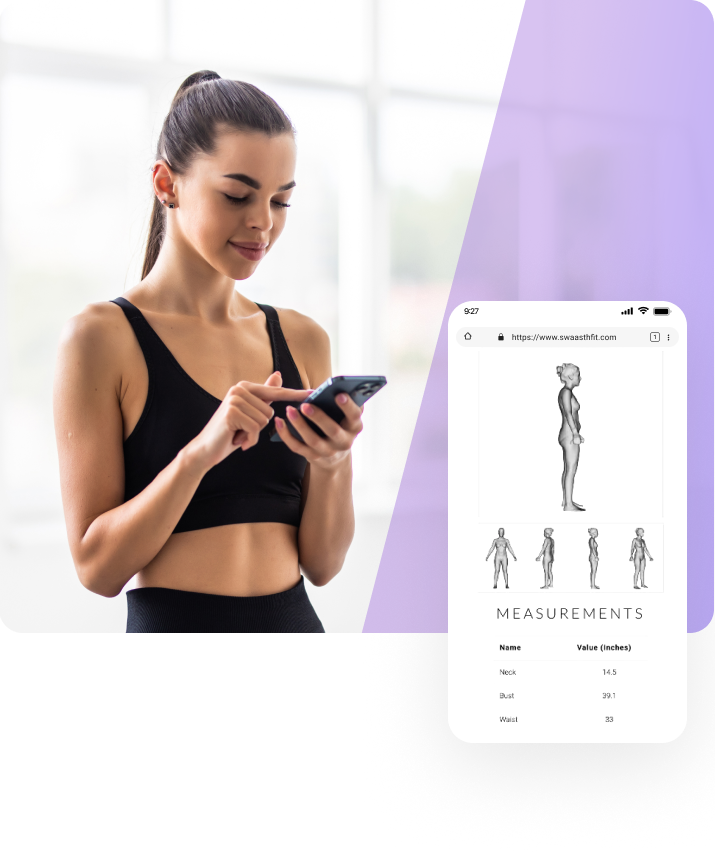 9:27
https://www.swaasthfit.com
1
MEASUREMENTS
Name Value (Inches)
Neck 14.5
Bust 39.1
Waist 33